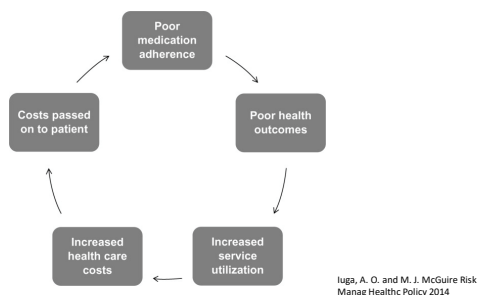 Poor
medication
adherence
Poor health
outcomes
Increased
service
utilization
Increased
health care
costs
Costs passed
on to patient
Iuga, A. O. and M. J. McGuire Risk
Manag Healthc Policy 2014